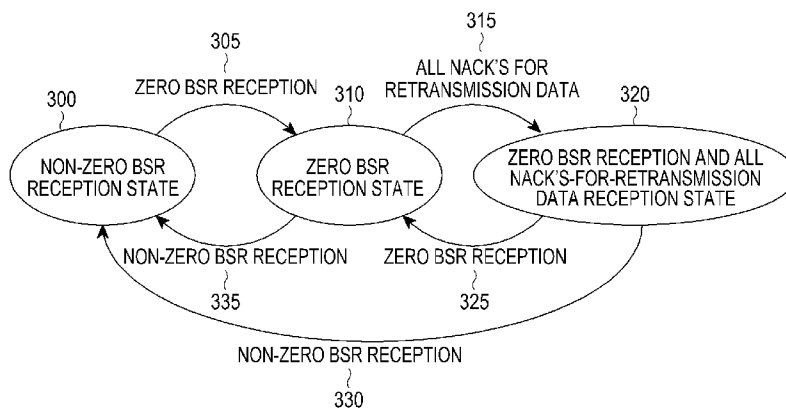 305
315
ZERO BSR RECEPTION
ALL NACK'S FOR
RETRANSMISSION DATA
300
310
320
NON-ZERO BSR
RECEPTION STATE
ZERO BSR
RECEPTION STATE
ZERO BSR RECEPTION AND ALL
NACK'S-FOR-RETRANSMISSION
DATA RECEPTION STATE
NON-ZERO BSR RECEPTION
ZERO BSR RECEPTION
335
325
NON-ZERO BSR RECEPTION
330